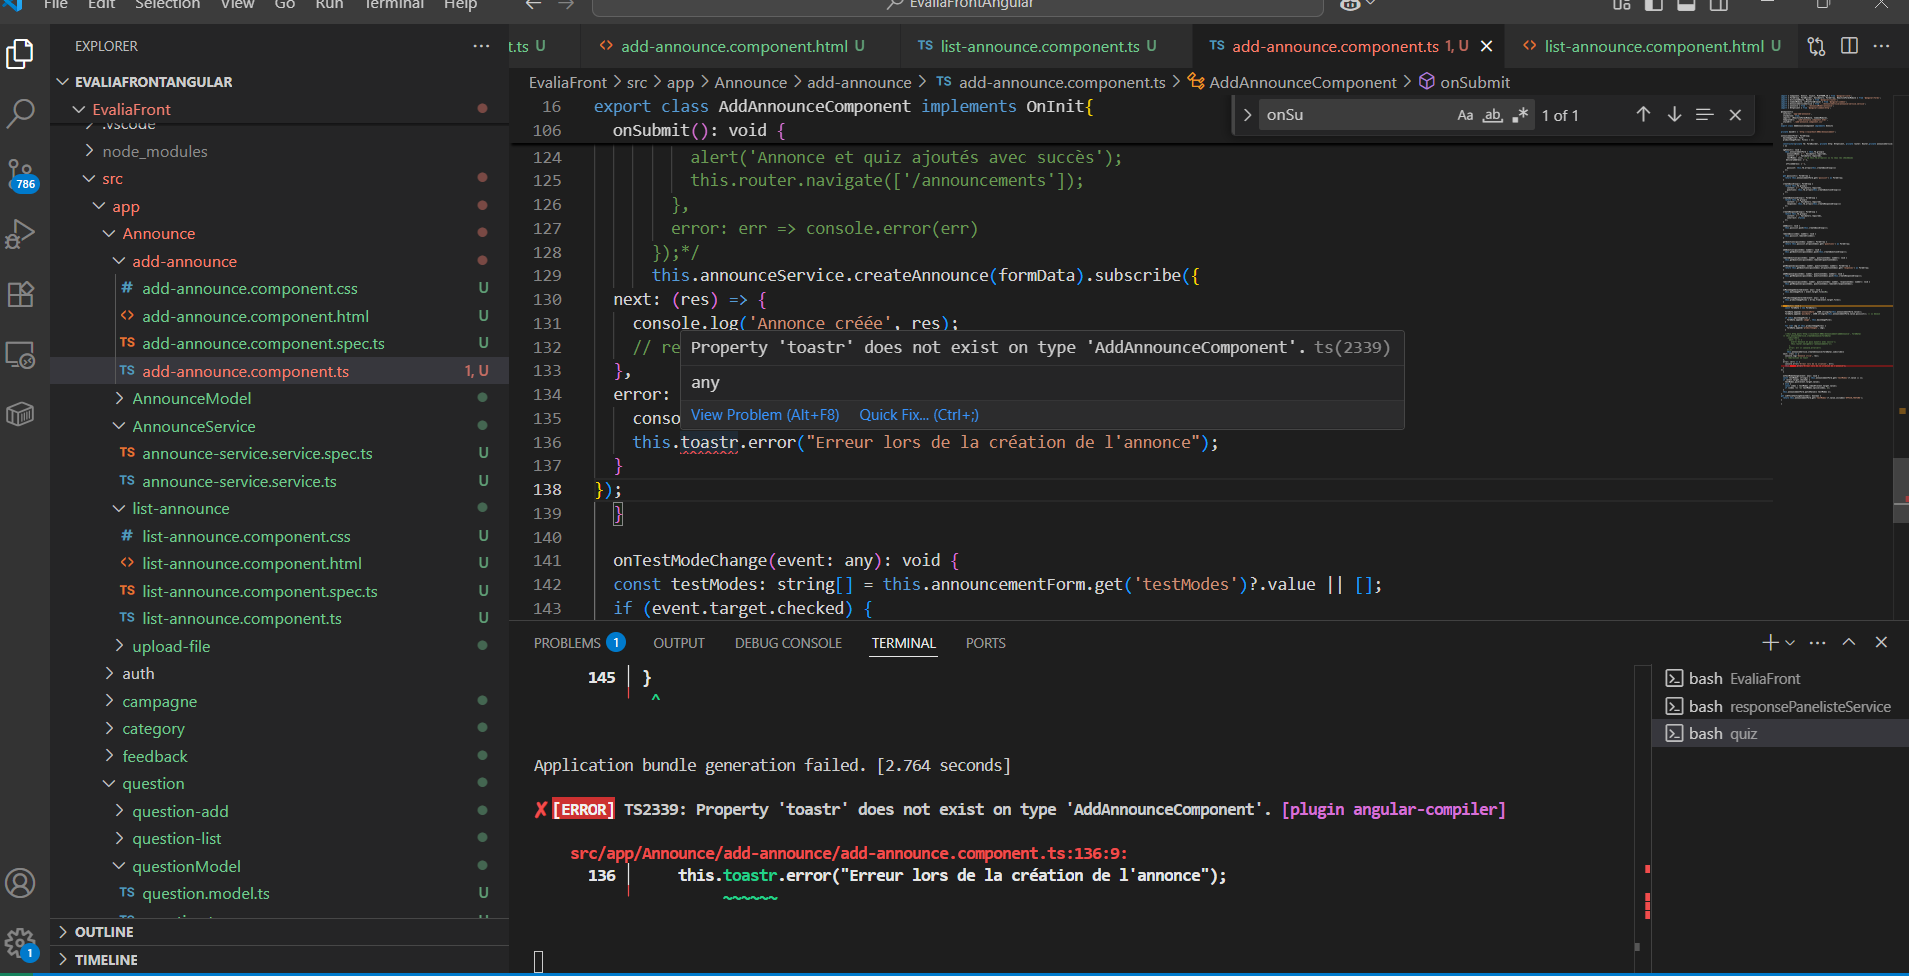 File Edit Selection View Go Run Terminal Help
EvaliaFrontAngular
EXPLORER
EVALIAFRONTANGULAR
EvaliaFront
.vscode
node_modules
src
app
Announce
add-announce
# add-announce.component.css U
<> add-announce.component.html U
TS add-announce.component.spec.ts U
TS add-announce.component.ts 1, U
AnnounceModel
AnnounceService
TS announce-service.service.spec.ts U
TS announce-service.service.ts U
list-announce
# list-announce.component.css U
<> list-announce.component.html U
TS list-announce.component.spec.ts U
TS list-announce.component.ts U
upload-file
auth
campagne
category
feedback
question
question-add
question-list
questionModel
TS question.model.ts U
OUTLINE
TIMELINE
786
1
t.ts U
<> add-announce.component.html U
TS list-announce.component.ts U
TS add-announce.component.ts 1, U
<> list-announce.component.html U
EvaliaFront > src > app > Announce > add-announce > TS add-announce.component.ts > AddAnnounceComponent > onSubmit
onSu Aa ab .* 1 of 1
16 export class AddAnnounceComponent implements OnInit{
106 onSubmit(): void {
124 alert('Annonce et quiz ajoutés avec succès');
125 this.router.navigate(['/announcements']);
126 },
127 error: err => console.error(err)
128 });*/
129 this.announceService.createAnnounce(formData).subscribe({
130 next: (res) => {
131 console.log('Annonce créée', res);
132 // re
133 },
134 error:
135 conso
136 this.toastr.error("Erreur lors de la création de l'annonce");
137 }
138 });
139 }
140
141 onTestModeChange(event: any): void {
142 const testModes: string[] = this.announcementForm.get('testModes')?.value || [];
143 if (event.target.checked) {
Property 'toastr' does not exist on type 'AddAnnounceComponent'. ts(2339)
any
View Problem (Alt+F8) Quick Fix... (Ctrl+;)
PROBLEMS 1 OUTPUT DEBUG CONSOLE TERMINAL PORTS
145 │ }
^
Application bundle generation failed. [2.764 seconds]
✘ [ERROR] TS2339: Property 'toastr' does not exist on type 'AddAnnounceComponent'. [plugin angular-compiler]
src/app/Announce/add-announce/add-announce.component.ts:136:9:
136 │ this.toastr.error("Erreur lors de la création de l'annonce");
~~~~~~
bash EvaliaFront
bash responsePanelisteService
bash quiz